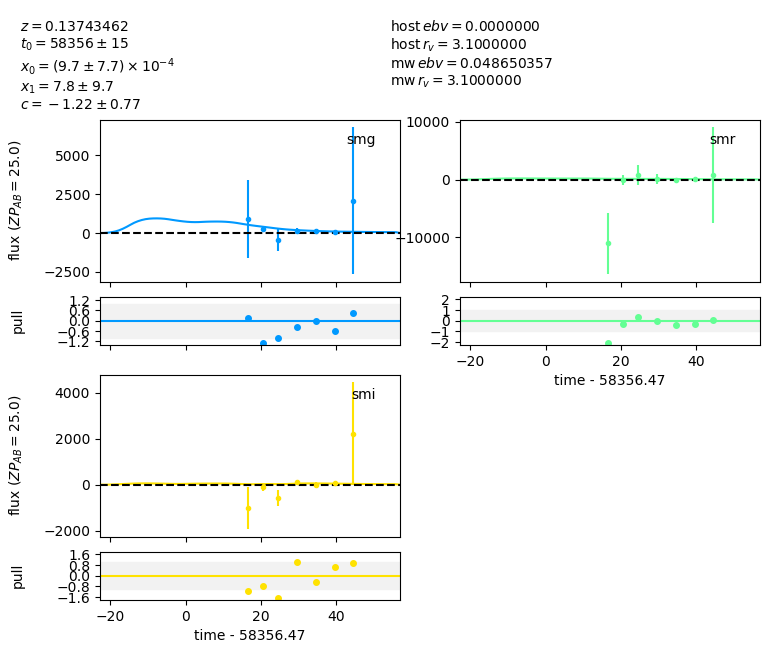 z = 0.13743462
t₀ = 58356 ± 15
x₀ = (9.7 ± 7.7) × 10⁻⁴
x₁ = 7.8 ± 9.7
c = −1.22 ± 0.77
host ebv = 0.0000000
host r_v = 3.1000000
mw ebv = 0.048650357
mw r_v = 3.1000000
flux (ZP_AB = 25.0)
5000
2500
0
−2500
smg
10000
0
−10000
smr
pull
1.2
0.6
0.0
−0.6
−1.2
2
1
0
−1
−2
−20
0
20
40
time - 58356.47
flux (ZP_AB = 25.0)
4000
2000
0
−2000
smi
pull
1.6
0.8
0.0
−0.8
−1.6
−20
0
20
40
time - 58356.47